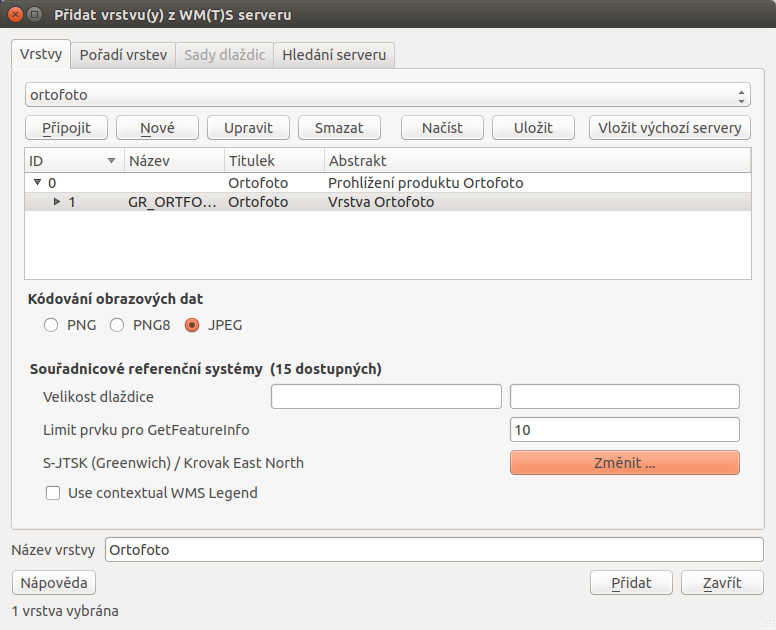 Přidat vrstvu(y) z WM(T)S serveru
Vrstvy Pořadí vrstev Sady dlaždic Hledání serveru
ortofoto
Připojit Nové Upravit Smazat Načíst Uložit Vložit výchozí servery
ID Název Titulek Abstrakt
0 Ortofoto Prohlížení produktu Ortofoto
1 GR_ORTFO... Ortofoto Vrstva Ortofoto
Kódování obrazových dat
PNG PNG8 JPEG
Souřadnicové referenční systémy (15 dostupných)
Velikost dlaždice
Limit prvku pro GetFeatureInfo 10
S-JTSK (Greenwich) / Krovak East North Změnit ...
Use contextual WMS Legend
Název vrstvy Ortofoto
Nápověda Přidat Zavřít
1 vrstva vybrána